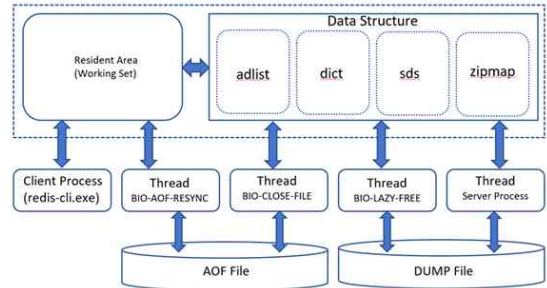 Data Structure
Resident Area
(Working Set)
adlist
dict
sds
zipmap
Client Process
(redis-cli.exe)
Thread
BIO-AOF-RESYNC
Thread
BIO-CLOSE-FILE
Thread
BIO-LAZY-FREE
Thread
Server Process
AOF File
DUMP File